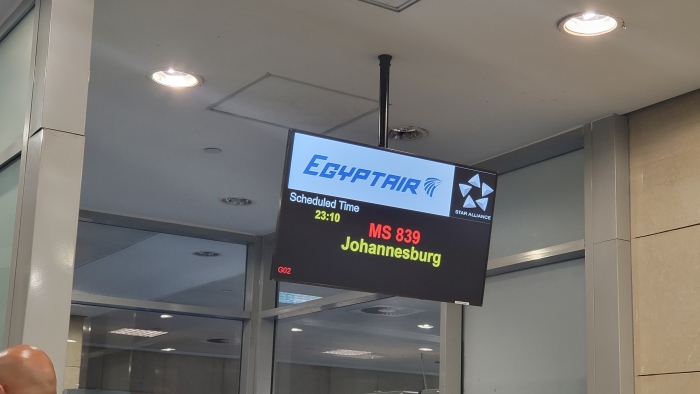 EGYPTAIR
STAR ALLIANCE
Scheduled Time
23:10
MS 839
Johannesburg
G02